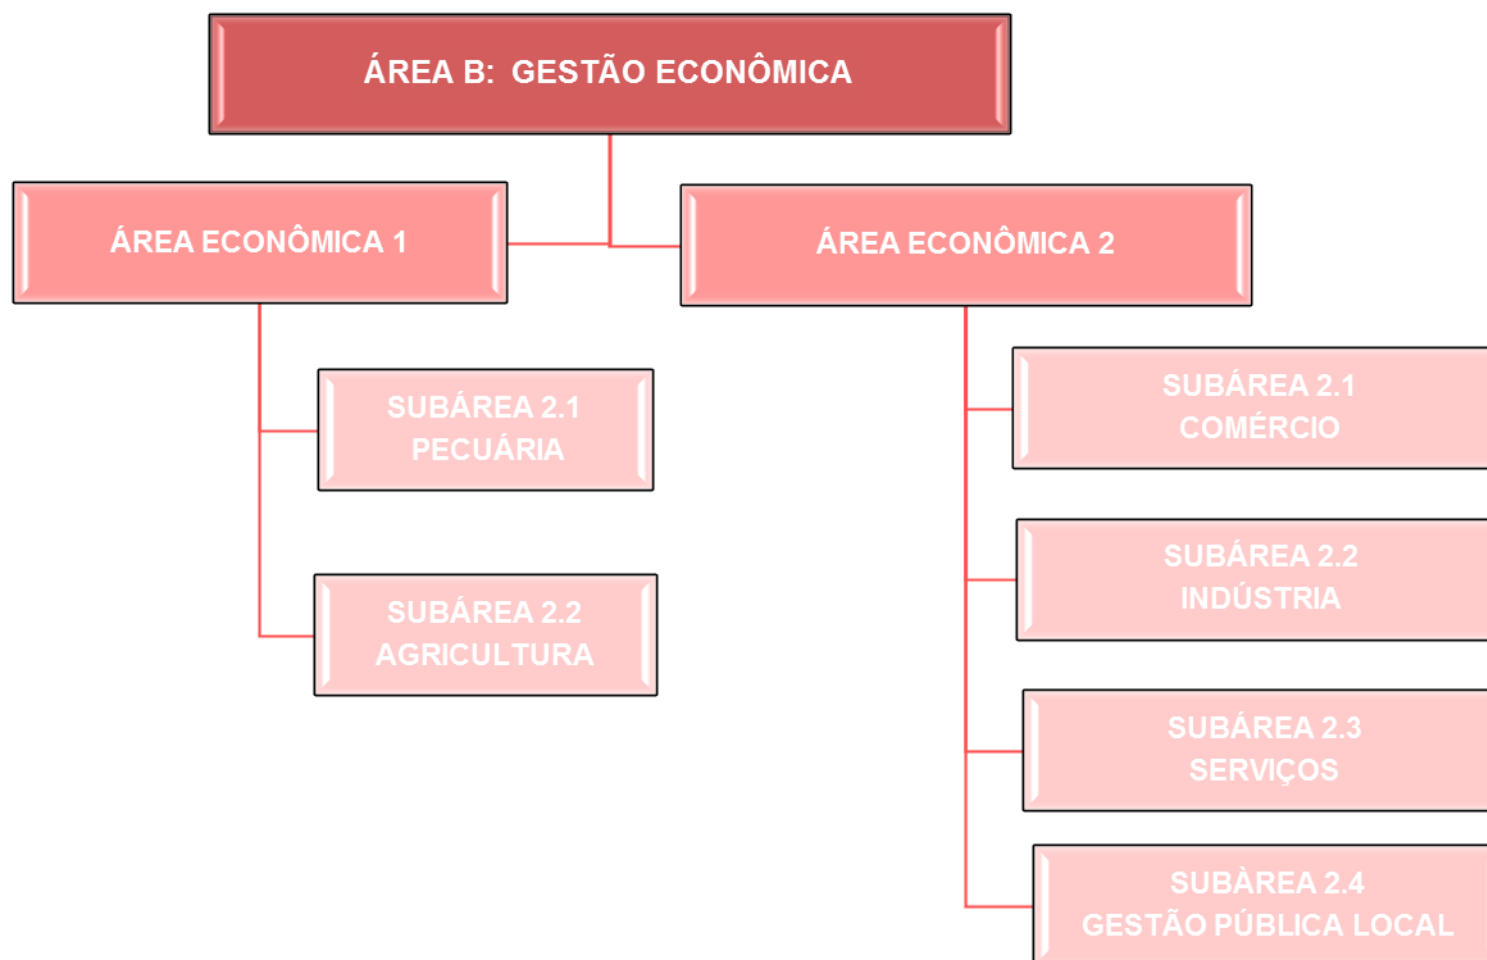 ÁREA B: GESTÃO ECONÔMICA
ÁREA ECONÔMICA 1
SUBÁREA 2.1
PECUÁRIA
SUBÁREA 2.2
AGRICULTURA
ÁREA ECONÔMICA 2
SUBÁREA 2.1
COMÉRCIO
SUBÁREA 2.2
INDÚSTRIA
SUBÁREA 2.3
SERVIÇOS
SUBÀREA 2.4
GESTÃO PÚBLICA LOCAL